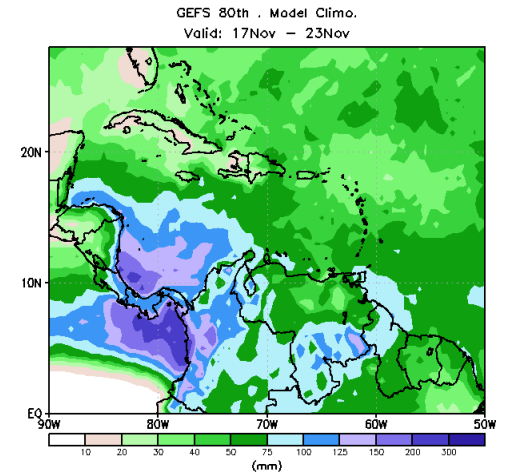 GEFS 80th . Model Climo.
Valid: 17Nov – 23Nov
20N
10N
EQ
90W 80W 70W 60W 50W
10 20 30 40 50 75 100 125 150 200 300
(mm)